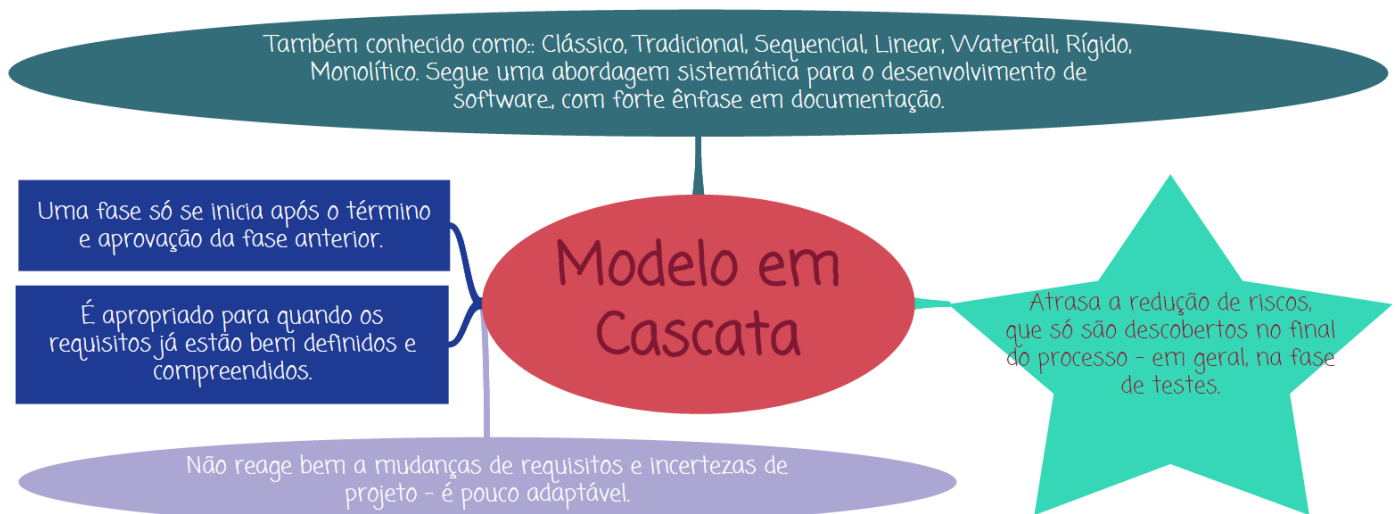 Também conhecido como:: Clássico, Tradicional, Sequencial, Linear, Waterfall, Rígido,
Monolítico. Segue uma abordagem sistemática para o desenvolvimento de
software., com forte ênfase em documentação.
Uma fase só se inicia após o término
e aprovação da fase anterior.
É apropriado para quando os
requisitos já estão bem definidos e
compreendidos.
Modelo em
Cascata
Atrasa a redução de riscos,
que só são descobertos no final
do processo - em geral, na fase
de testes.
Não reage bem a mudanças de requisitos e incertezas de
projeto - é pouco adaptável.